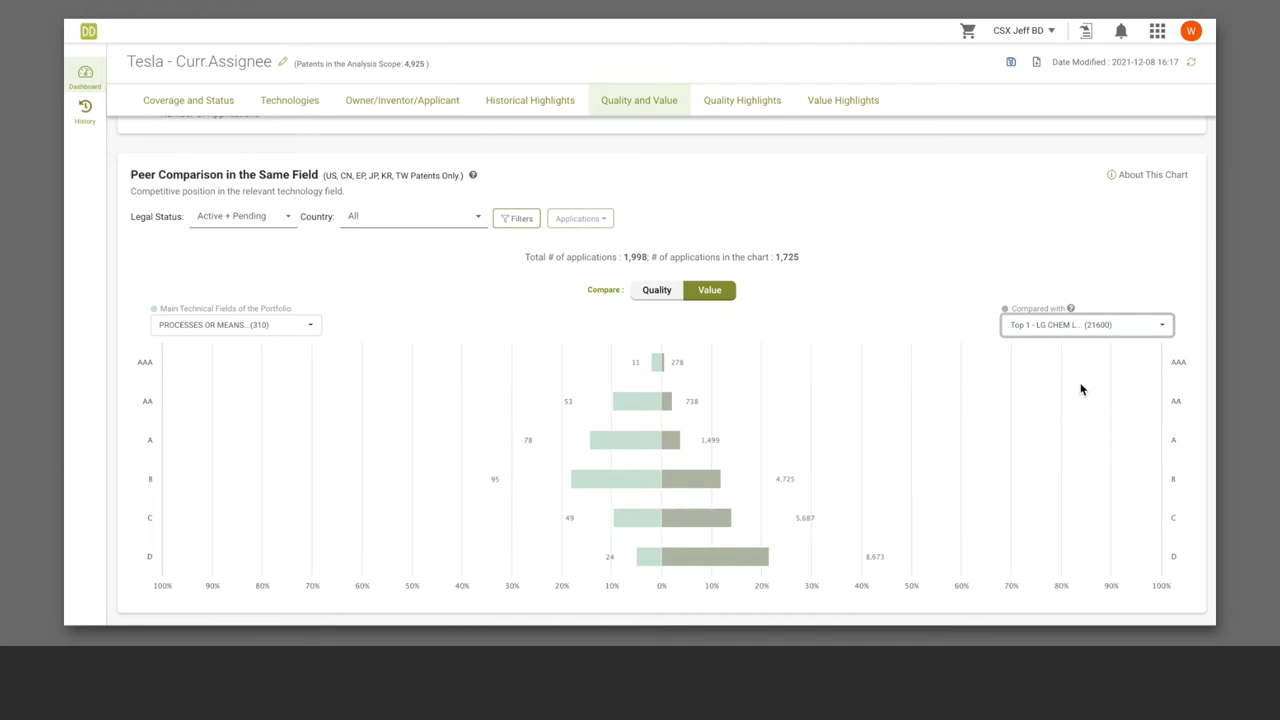 DD
CSX Jeff BD
W
Dashboard
History
Tesla - Curr.Assignee (Patents in the Analysis Scope: 4,925 )
Date Modified : 2021-12-08 16:17
Coverage and Status Technologies Owner/Inventor/Applicant Historical Highlights Quality and Value Quality Highlights Value Highlights
Peer Comparison in the Same Field (US, CN, EP, JP, KR, TW Patents Only.) ?
About This Chart
Competitive position in the relevant technology field.
Legal Status: Active + Pending Country: All Filters Applications
Total # of applications : 1,998; # of applications in the chart : 1,725
Compare : Quality Value
Main Technical Fields of the Portfolio
Compared with ?
PROCESSES OR MEANS...(310)
Top 1 - LG CHEM L... (21600)
AAA 11 278 AAA
AA 53 738 AA
A 78 1,499 A
B 95 4,725 B
C 49 5,687 C
D 24 8,673 D
100% 90% 80% 70% 60% 50% 40% 30% 20% 10% 0% 10% 20% 30% 40% 50% 60% 70% 80% 90% 100%